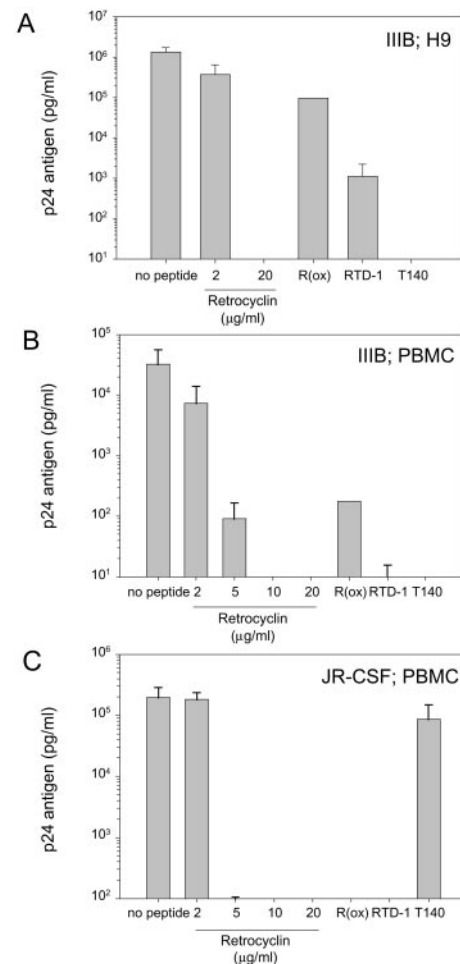 A
IIIB; H9
p24 antigen (pg/ml)
10⁷
10⁶
10⁵
10⁴
10³
10²
10¹
no peptide 2 20 R(ox) RTD-1 T140
Retrocyclin
(μg/ml)
B
IIIB; PBMC
p24 antigen (pg/ml)
10⁵
10⁴
10³
10²
10¹
no peptide 2 5 10 20 R(ox) RTD-1 T140
Retrocyclin
(μg/ml)
C
JR-CSF; PBMC
p24 antigen (pg/ml)
10⁶
10⁵
10⁴
10³
10²
no peptide 2 5 10 20 R(ox) RTD-1 T140
Retrocyclin
(μg/ml)